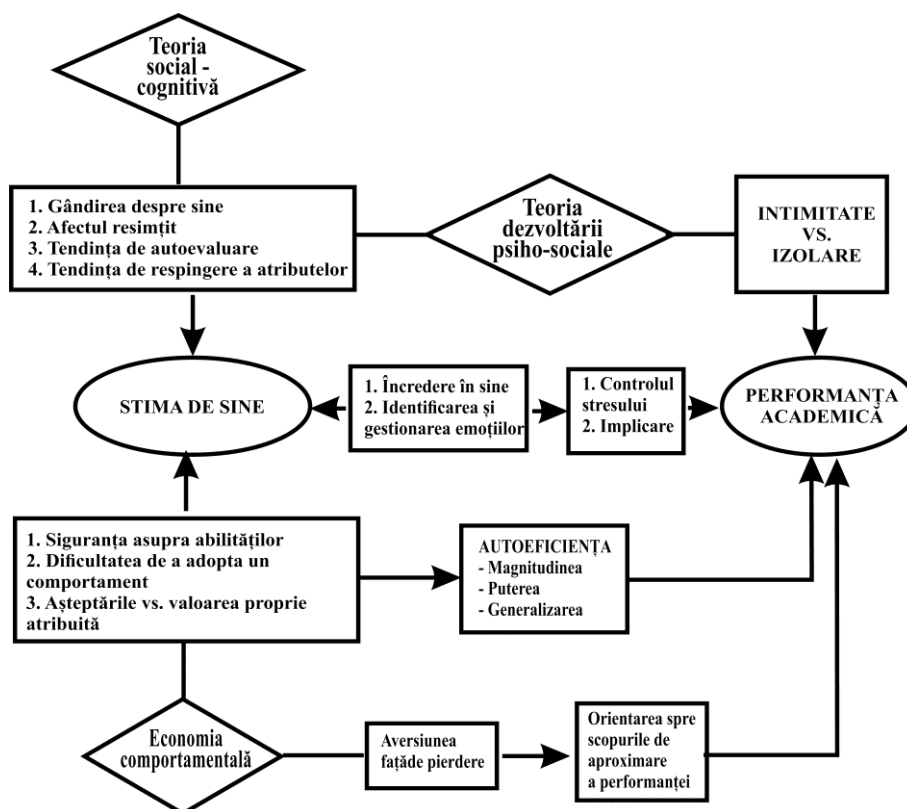 Teoria
social -
cognitivă
1. Gândirea despre sine
2. Afectul resimțit
3. Tendința de autoevaluare
4. Tendința de respingere a atributelor
Teoria
dezvoltării
psiho-sociale
INTIMITATE
VS.
IZOLARE
STIMA DE SINE
1. Încredere în sine
2. Identificarea și
gestionarea emoțiilor
1. Controlul
stresului
2. Implicare
PERFORMANȚA
ACADEMICĂ
1. Siguranța asupra abilităților
2. Dificultatea de a adopta un
comportament
3. Așteptările vs. valoarea proprie
atribuită
AUTOEFICIENȚA
- Magnitudinea
- Puterea
- Generalizarea
Economia
comportamentală
Aversiunea
fațăde pierdere
Orientarea spre
scopurile de
aproximare
a performanței